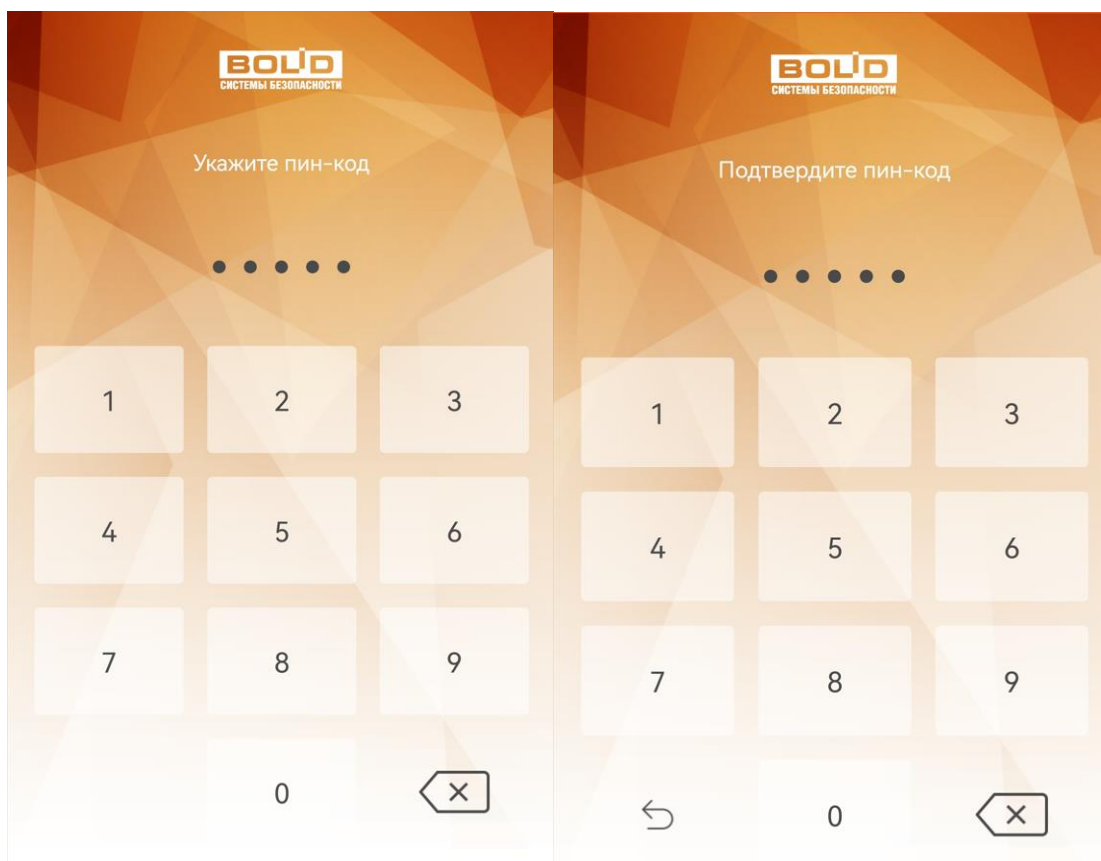 BOLID
СИСТЕМЫ БЕЗОПАСНОСТИ
Укажите пин-код
1 2 3
4 5 6
7 8 9
0
BOLID
СИСТЕМЫ БЕЗОПАСНОСТИ
Подтвердите пин-код
1 2 3
4 5 6
7 8 9
0